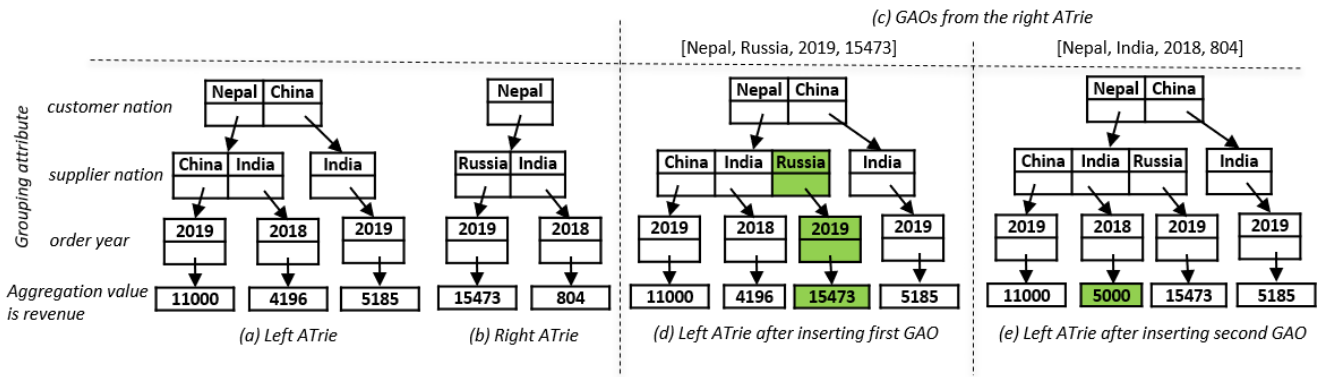 (c) GAOs from the right ATrie
[Nepal, Russia, 2019, 15473]
[Nepal, India, 2018, 804]
Grouping attribute
customer nation
Nepal China
Nepal
Nepal China
Nepal China
supplier nation
China India
India
Russia India
China India Russia
India
China India Russia
India
order year
2019
2018
2019
2019
2018
2019
2018
2019
2019
2019
2018
2019
2019
Aggregation value
is revenue
11000
4196
5185
15473
804
11000
4196
15473
5185
11000
5000
15473
5185
(a) Left ATrie
(b) Right ATrie
(d) Left ATrie after inserting first GAO
(e) Left ATrie after inserting second GAO